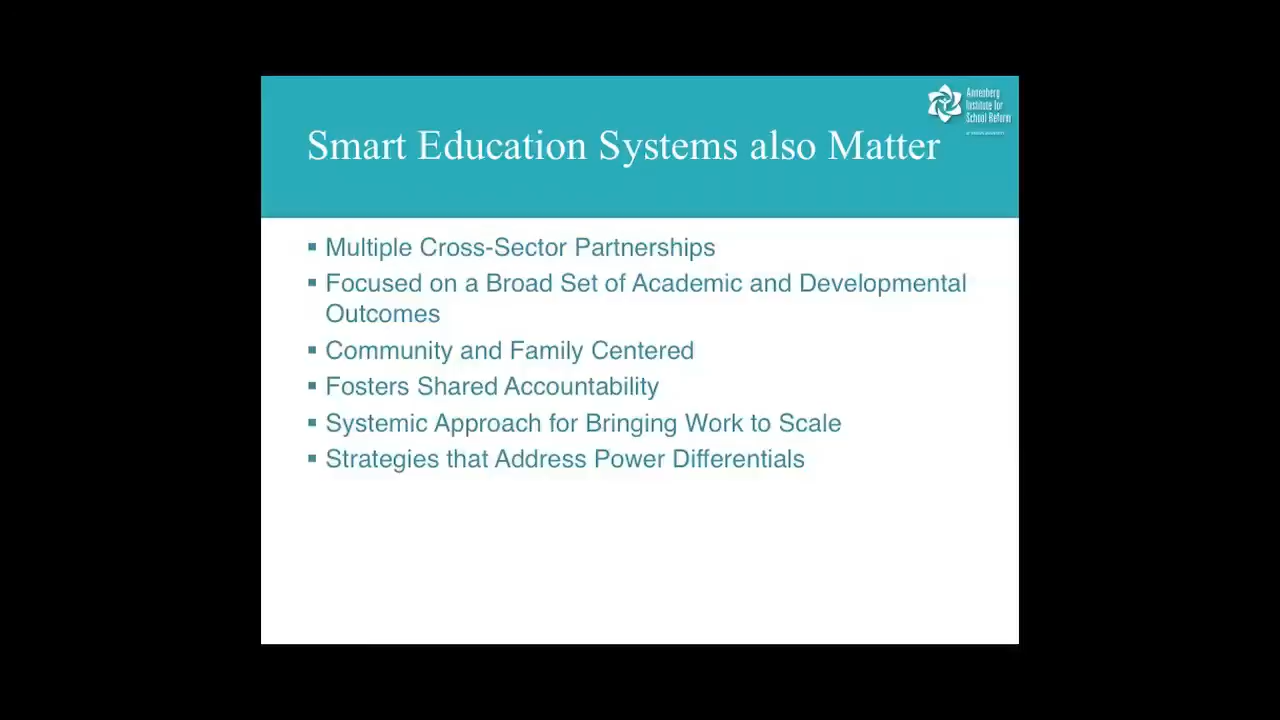 Annenberg
Institute for
School Reform
Smart Education Systems also Matter
▪ Multiple Cross-Sector Partnerships
▪ Focused on a Broad Set of Academic and Developmental
Outcomes
▪ Community and Family Centered
▪ Fosters Shared Accountability
▪ Systemic Approach for Bringing Work to Scale
▪ Strategies that Address Power Differentials